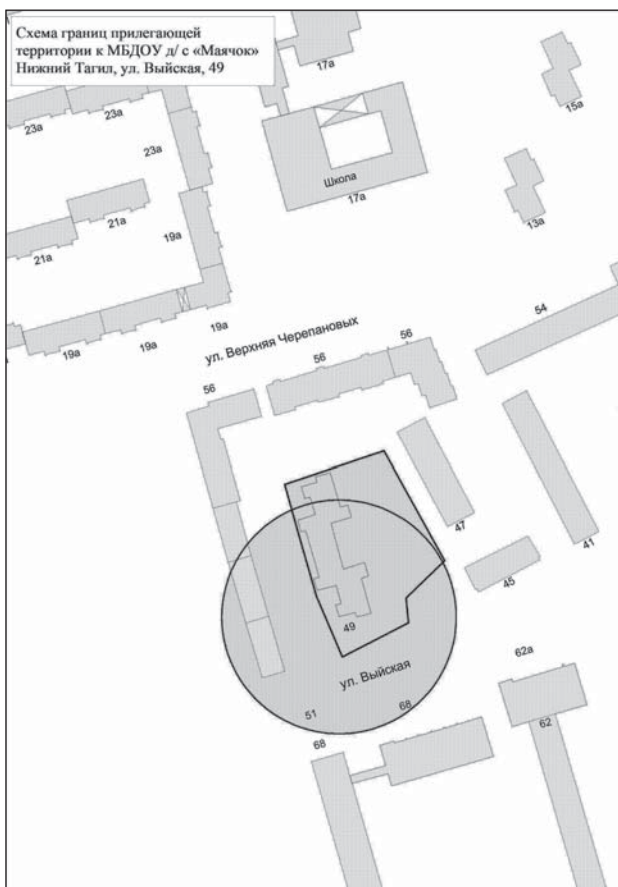 Схема границ прилегающей
территории к МБДОУ д/ с «Маячок»
Нижний Тагил, ул. Выйская, 49
17а
15а
23а
23а
23а
Школа
17а
21а
21а
19а
13а
19а
19а
19а
54
ул. Верхняя Черепановых
56
56
56
47
41
45
49
62а
ул. Выйская
51
68
68
62